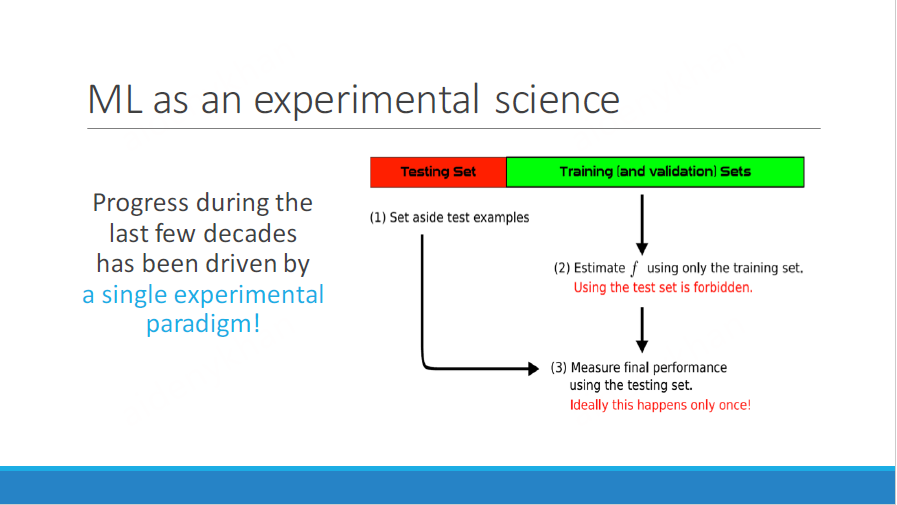 ML as an experimental science
Progress during the
last few decades
has been driven by
a single experimental
paradigm!
Testing Set
Training (and validation) Sets
(1) Set aside test examples
(2) Estimate f using only the training set.
Using the test set is forbidden.
(3) Measure final performance
using the testing set.
Ideally this happens only once!